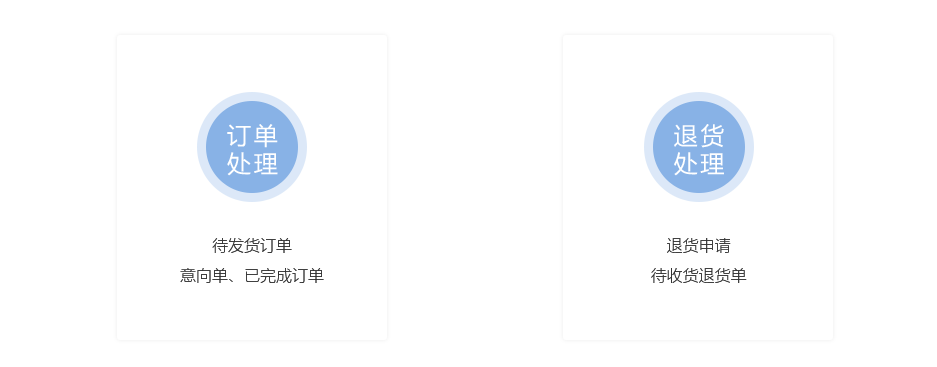 订单
处理
待发货订单
意向单、已完成订单
退货
处理
退货申请
待收货退货单